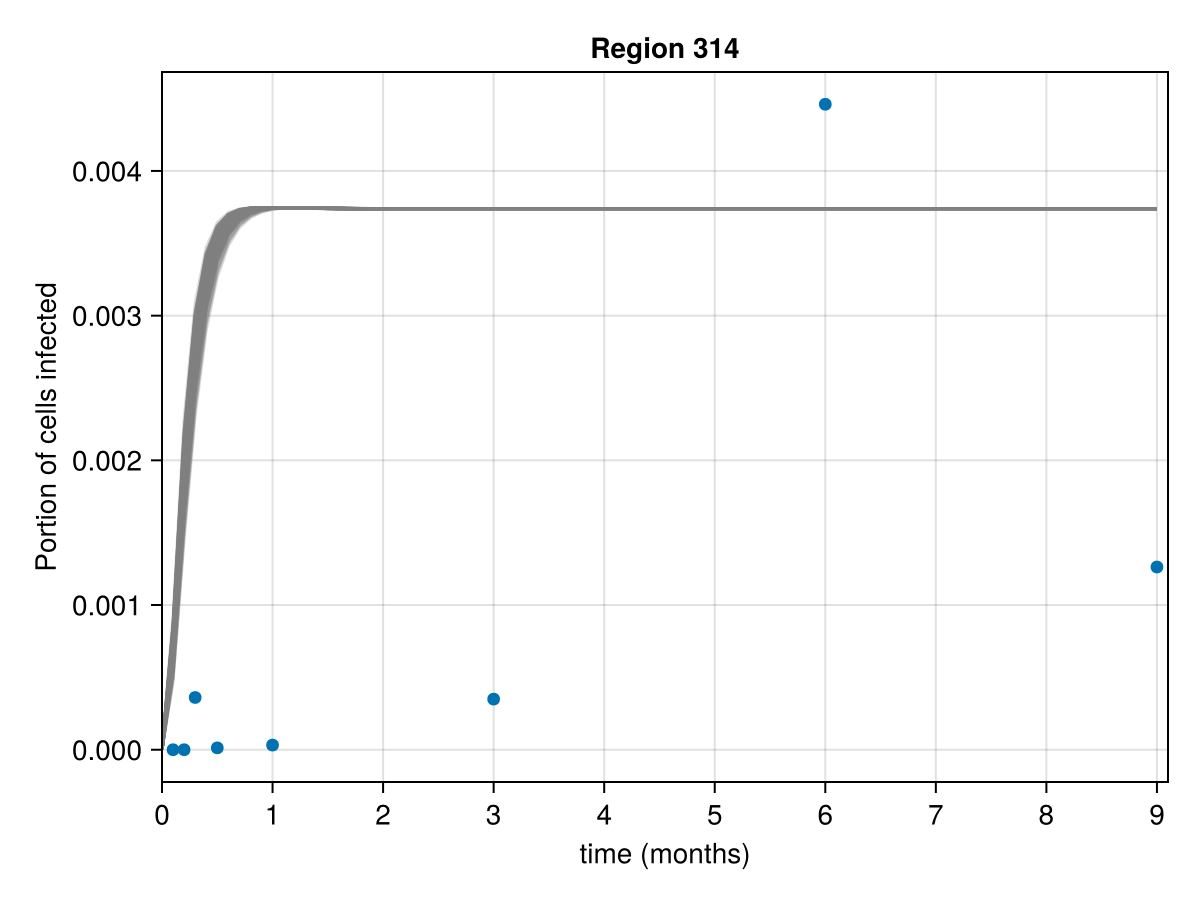 Region 314
Portion of cells infected
0.004
0.003
0.002
0.001
0.000
0 1 2 3 4 5 6 7 8 9
time (months)